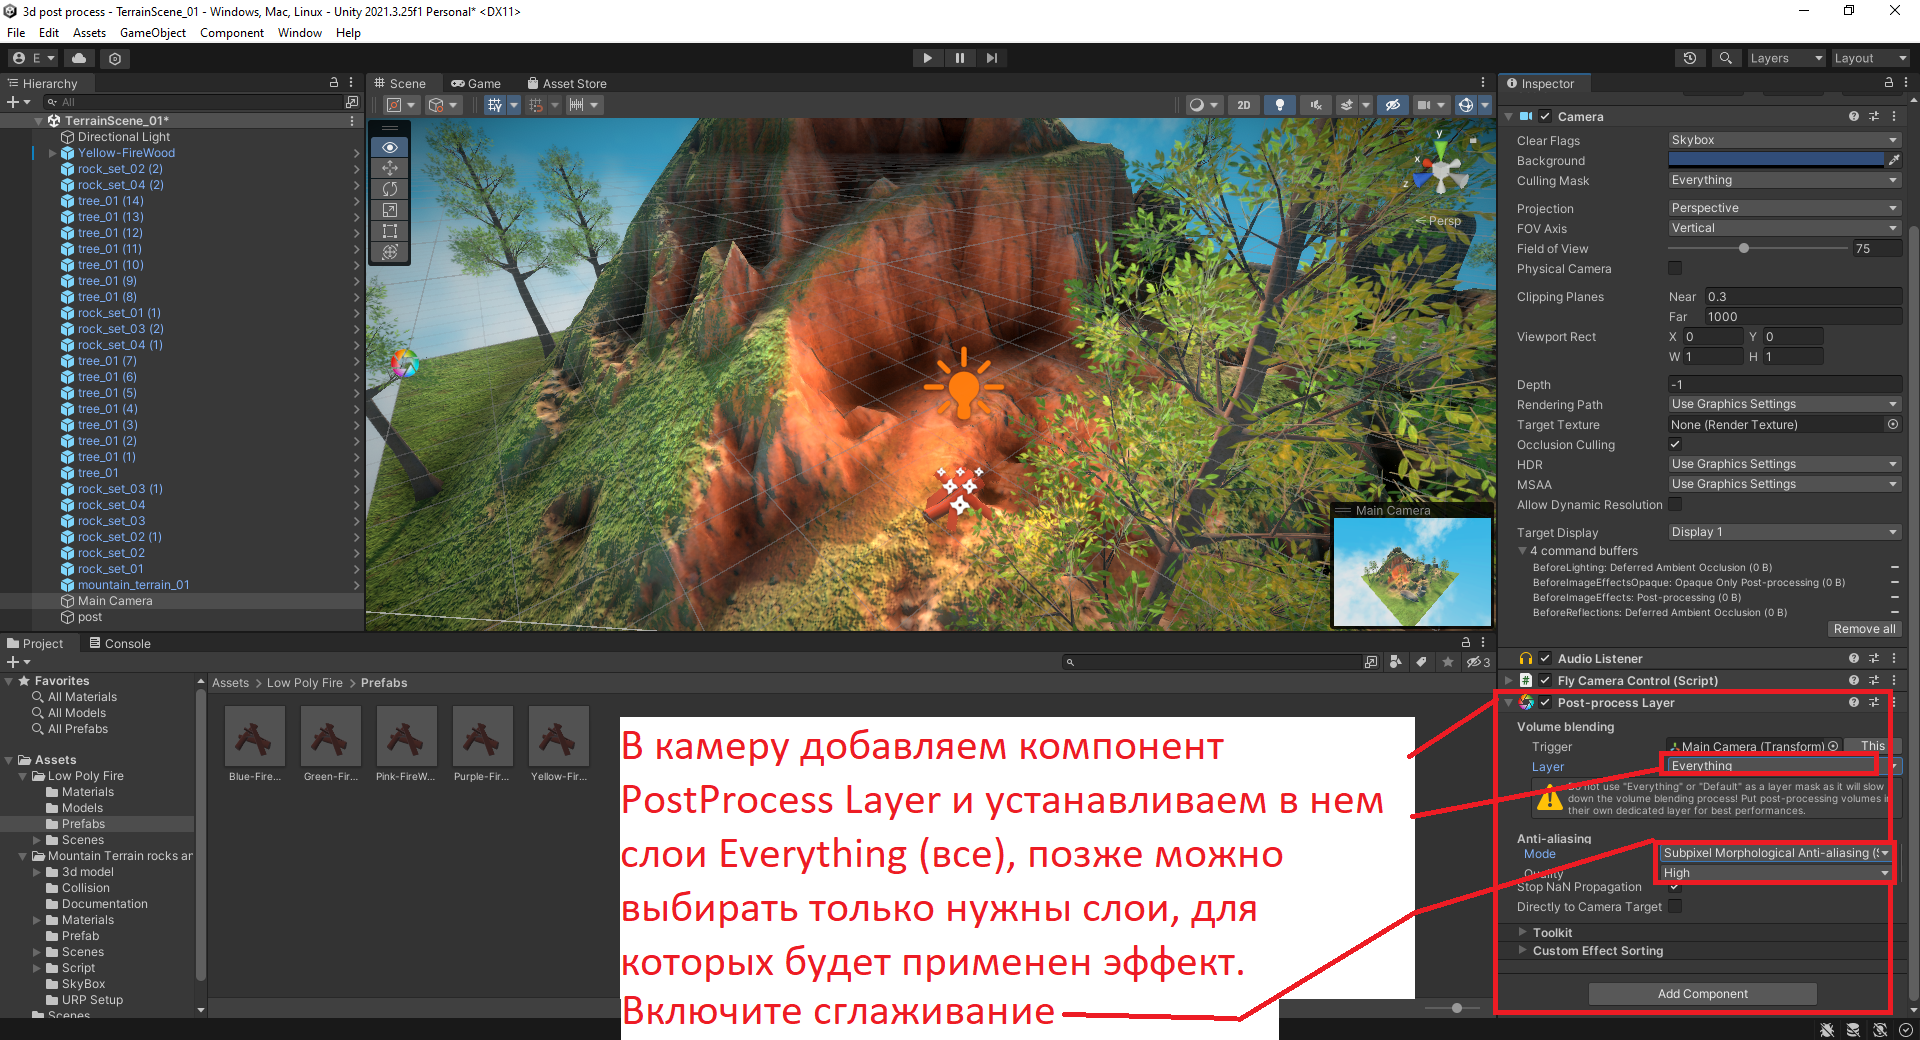 3d post process - TerrainScene_01 - Windows, Mac, Linux - Unity 2021.3.25f1 Personal* <DX11>
File Edit Assets GameObject Component Window Help
E
Layers
Layout
Hierarchy
All
TerrainScene_01*
Directional Light
Yellow-FireWood
rock_set_02 (2)
rock_set_04 (2)
tree_01 (14)
tree_01 (13)
tree_01 (12)
tree_01 (11)
tree_01 (10)
tree_01 (9)
tree_01 (8)
rock_set_01 (1)
rock_set_03 (2)
rock_set_04 (1)
tree_01 (7)
tree_01 (6)
tree_01 (5)
tree_01 (4)
tree_01 (3)
tree_01 (2)
tree_01 (1)
tree_01
rock_set_03 (1)
rock_set_04
rock_set_03
rock_set_02 (1)
rock_set_02
rock_set_01
mountain_terrain_01
Main Camera
post
Scene Game Asset Store
2D
y
x
z
Persp
Main Camera
Inspector
Camera
Clear Flags Skybox
Background
Culling Mask Everything
Projection Perspective
FOV Axis Vertical
Field of View 75
Physical Camera
Clipping Planes Near 0.3
Far 1000
Viewport Rect X 0 Y 0
W 1 H 1
Depth -1
Rendering Path Use Graphics Settings
Target Texture None (Render Texture)
Occlusion Culling
HDR Use Graphics Settings
MSAA Use Graphics Settings
Allow Dynamic Resolution
Target Display Display 1
4 command buffers
BeforeLighting: Deferred Ambient Occlusion (0 B)
BeforeImageEffectsOpaque: Opaque Only Post-processing (0 B)
BeforeImageEffects: Post-processing (0 B)
BeforeReflections: Deferred Ambient Occlusion (0 B)
Remove all
Audio Listener
Fly Camera Control (Script)
Post-process Layer
Volume blending
Trigger Main Camera (Transform) This
Layer Everything
Do not use "Everything" or "Default" as a layer mask as it will slow
down the volume blending process! Put post-processing volumes in
their own dedicated layer for best performances.
Anti-aliasing
Mode Subpixel Morphological Anti-aliasing (
Quality High
Stop NaN Propagation
Directly to Camera Target
Toolkit
Custom Effect Sorting
Add Component
Project Console
3
Favorites
All Materials
All Models
All Prefabs
Assets
Low Poly Fire
Materials
Models
Prefabs
Scenes
Mountain Terrain rocks an
3d model
Collision
Documentation
Materials
Prefab
Scenes
Script
SkyBox
URP Setup
Scenes
Assets > Low Poly Fire > Prefabs
Blue-Fire... Green-Fir... Pink-FireW... Purple-Fir... Yellow-Fir...
В камеру добавляем компонент
PostProcess Layer и устанавливаем в нем
слои Everything (все), позже можно
выбирать только нужны слои, для
которых будет применен эффект.
Включите сглаживание